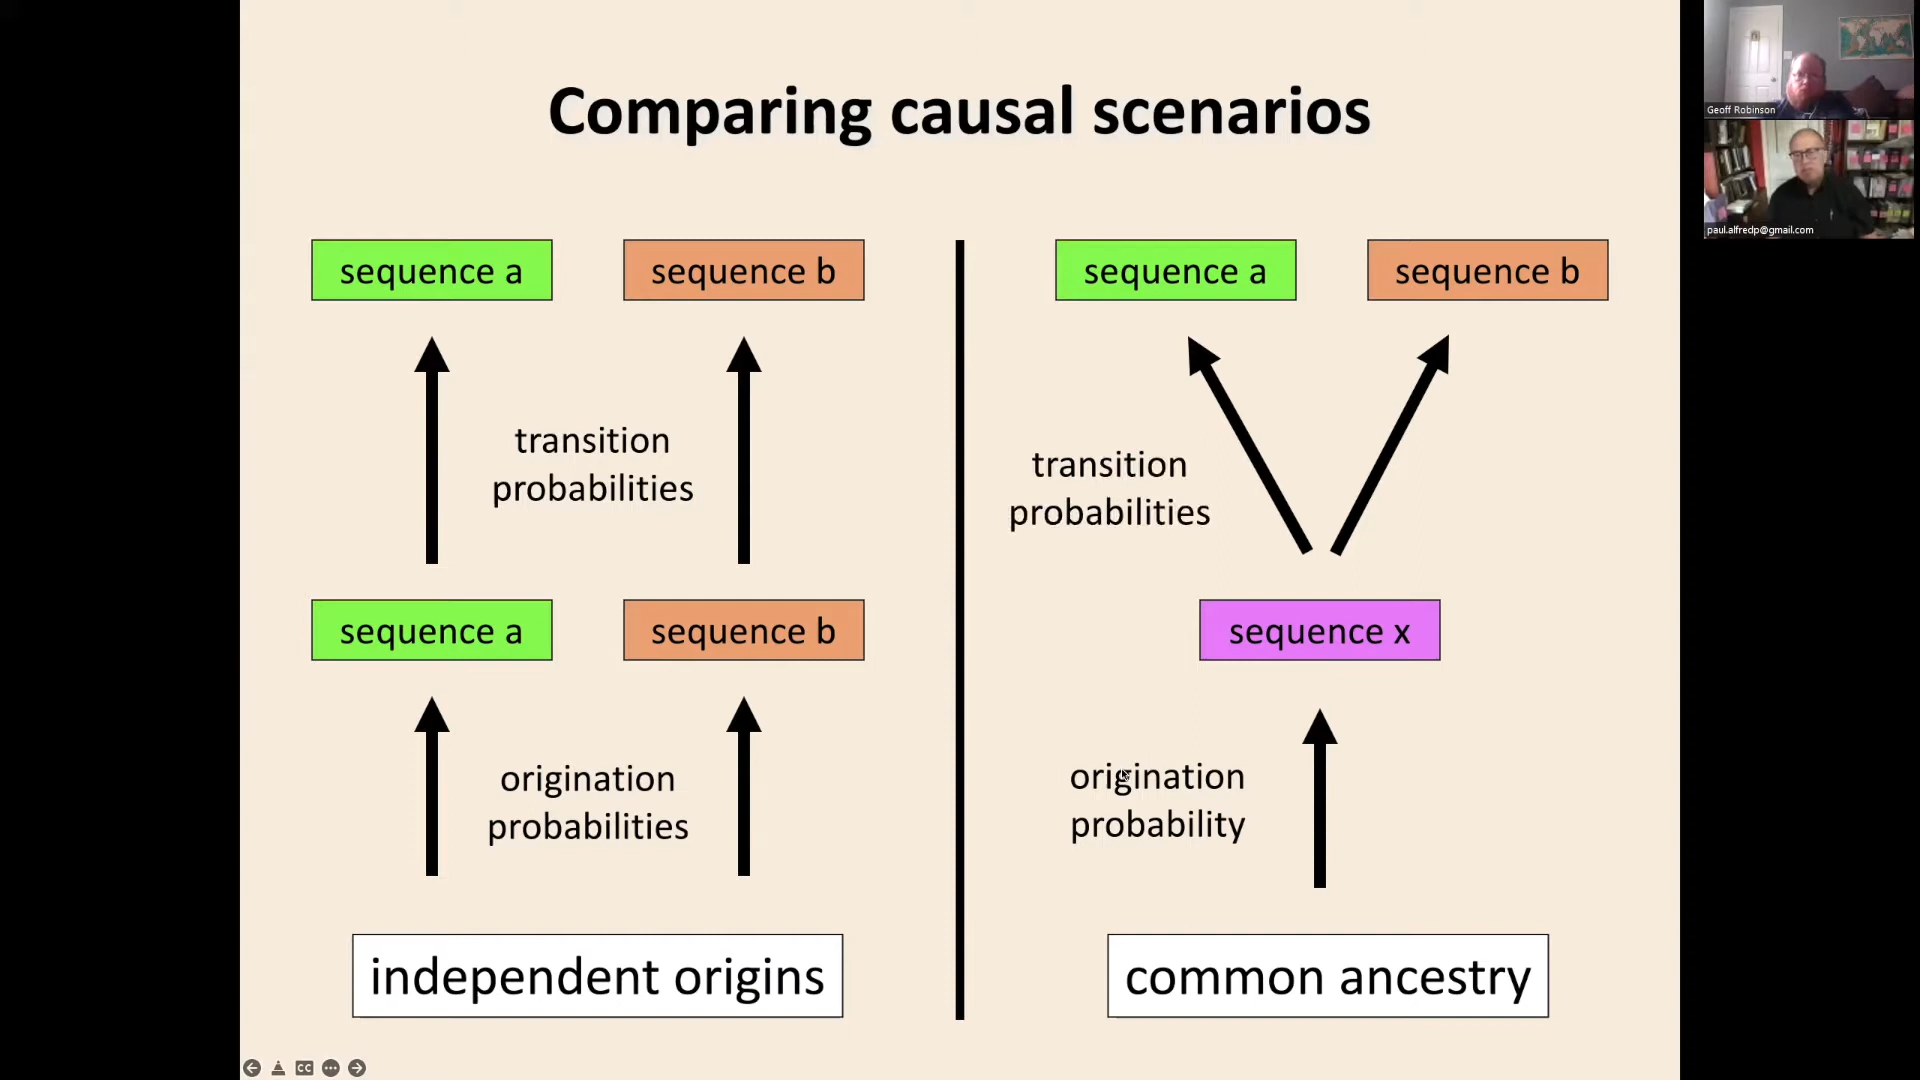 Comparing causal scenarios
sequence a
sequence b
transition
probabilities
sequence a
sequence b
origination
probabilities
independent origins
sequence a
sequence b
transition
probabilities
sequence x
origination
probability
common ancestry
Geoff Robinson
paul.alfredp@gmail.com
CC